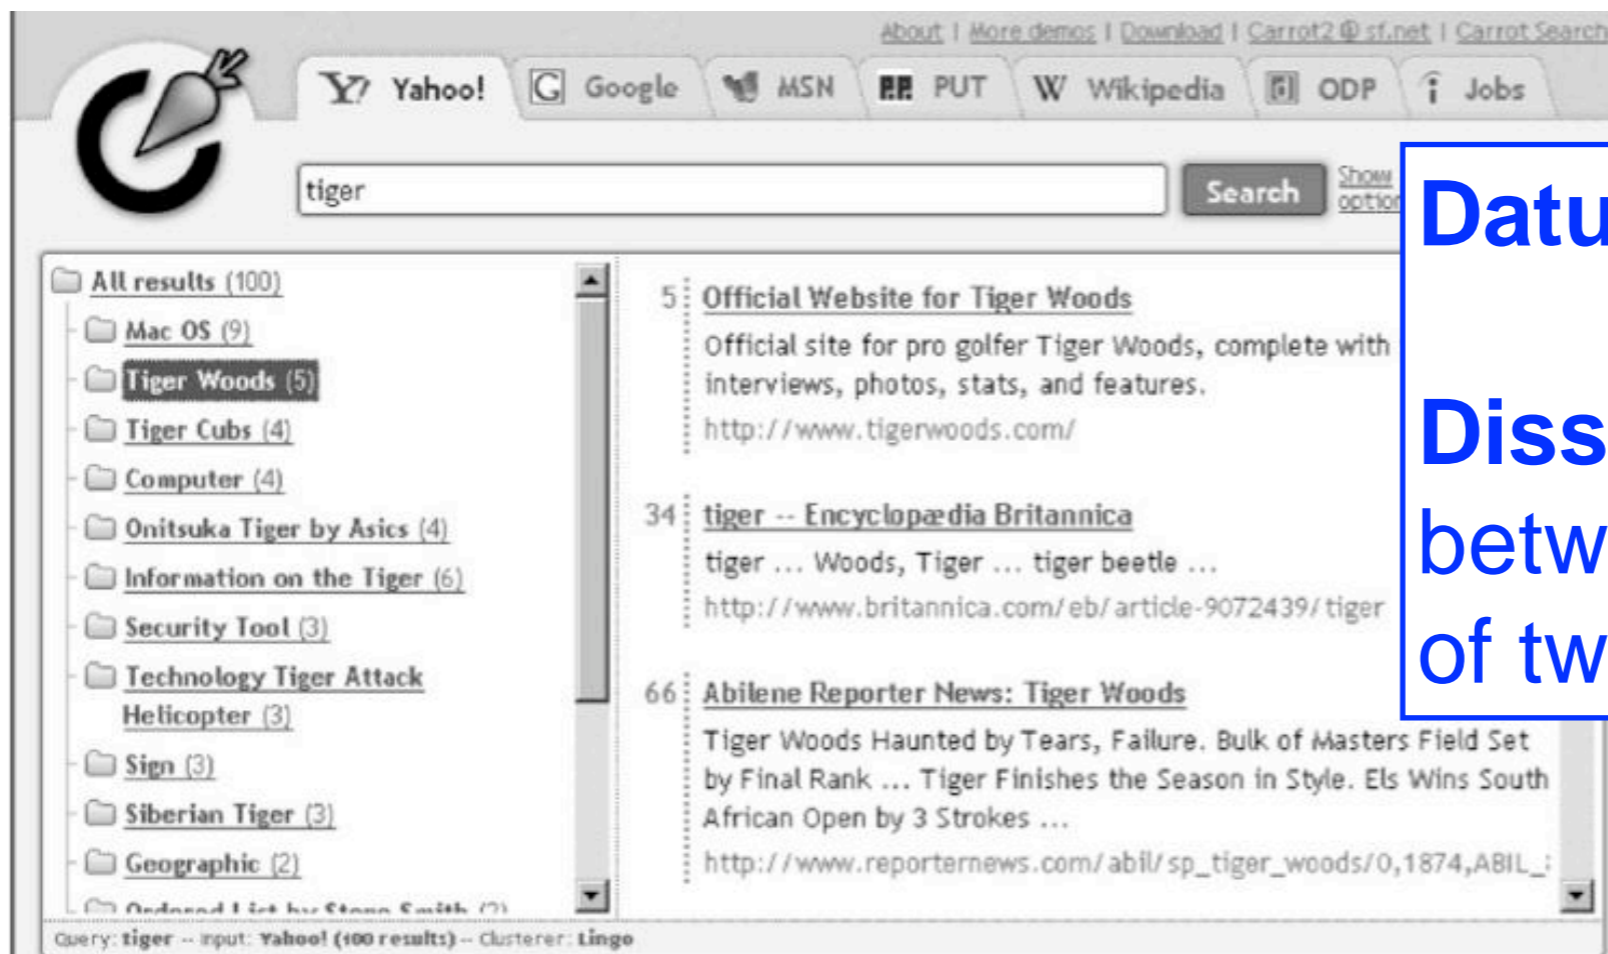 About | More demos | Download | Carrot2 @ sf.net | Carrot Search
Yahoo! Google MSN PUT Wikipedia ODP Jobs
tiger Search Show
option
All results (100)
Mac OS (9)
Tiger Woods (5)
Tiger Cubs (4)
Computer (4)
Onitsuka Tiger by Asics (4)
Information on the Tiger (6)
Security Tool (3)
Technology Tiger Attack
Helicopter (3)
Sign (3)
Siberian Tiger (3)
Geographic (2)
5 Official Website for Tiger Woods
Official site for pro golfer Tiger Woods, complete with
interviews, photos, stats, and features.
http://www.tigerwoods.com/
34 tiger -- Encyclopædia Britannica
tiger ... Woods, Tiger ... tiger beetle ...
http://www.britannica.com/eb/article-9072439/tiger
66 Abilene Reporter News: Tiger Woods
Tiger Woods Haunted by Tears, Failure. Bulk of Masters Field Set
by Final Rank ... Tiger Finishes the Season in Style. Els Wins South
African Open by 3 Strokes ...
http://www.reporternews.com/abil/sp_tiger_woods/0,1874,ABIL_
Datu
Diss
betw
of tw
Query: tiger -- Input: Yahoo! (100 results) -- Clusterer: Lingo